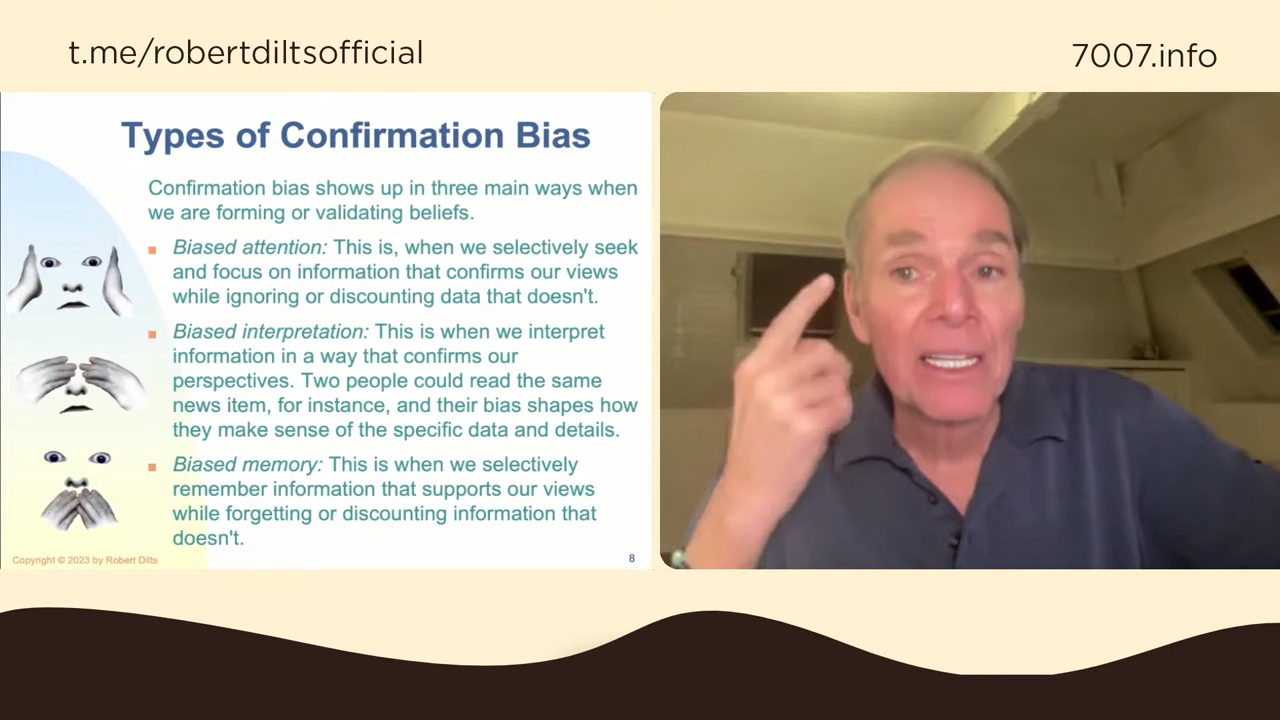 t.me/robertdiltsofficial
7007.info
Types of Confirmation Bias
Confirmation bias shows up in three main ways when
we are forming or validating beliefs.
Biased attention: This is, when we selectively seek
and focus on information that confirms our views
while ignoring or discounting data that doesn't.
Biased interpretation: This is when we interpret
information in a way that confirms our
perspectives. Two people could read the same
news item, for instance, and their bias shapes how
they make sense of the specific data and details.
Biased memory: This is when we selectively
remember information that supports our views
while forgetting or discounting information that
doesn't.
Copyright © 2023 by Robert Dilts
8